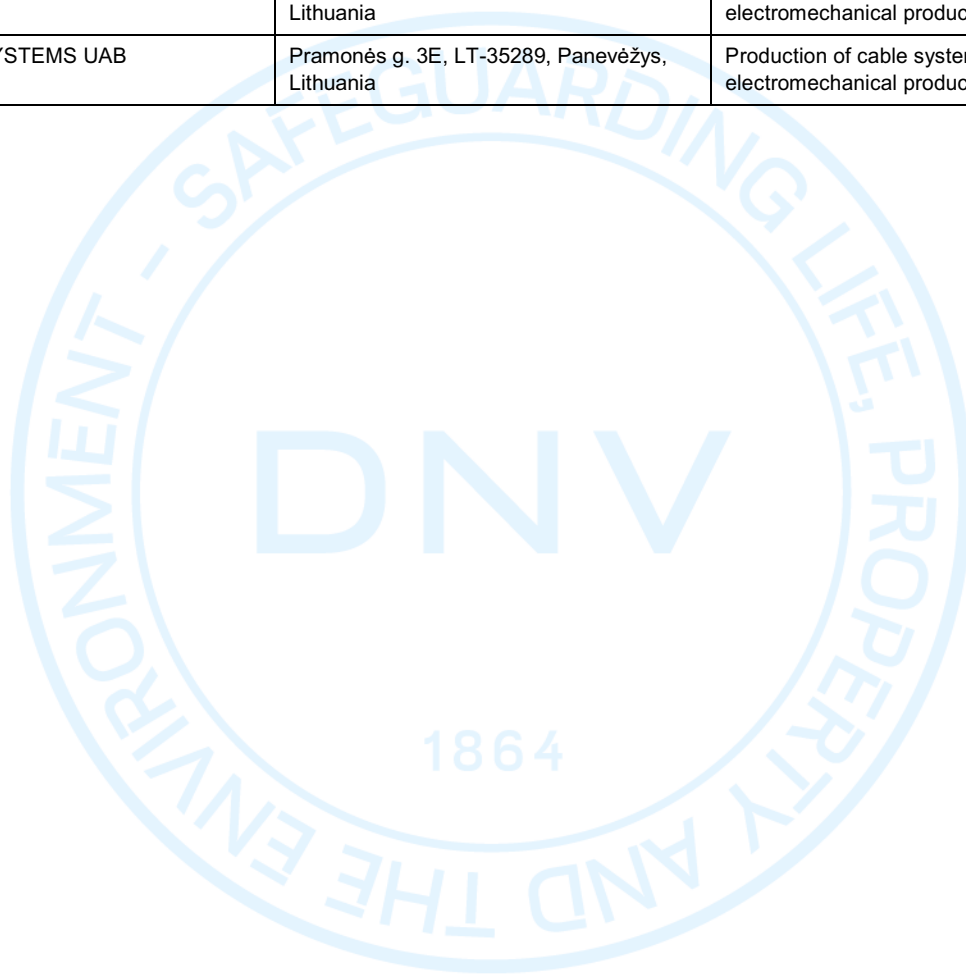 Lithuania
electromechanical produc
YSTEMS UAB
Pramonės g. 3E, LT-35289, Panevėžys,
Lithuania
Production of cable system
electromechanical produc
SAFEGUARDING LIFE, PROPERTY AND THE ENVIRONMENT -
DNV
1864